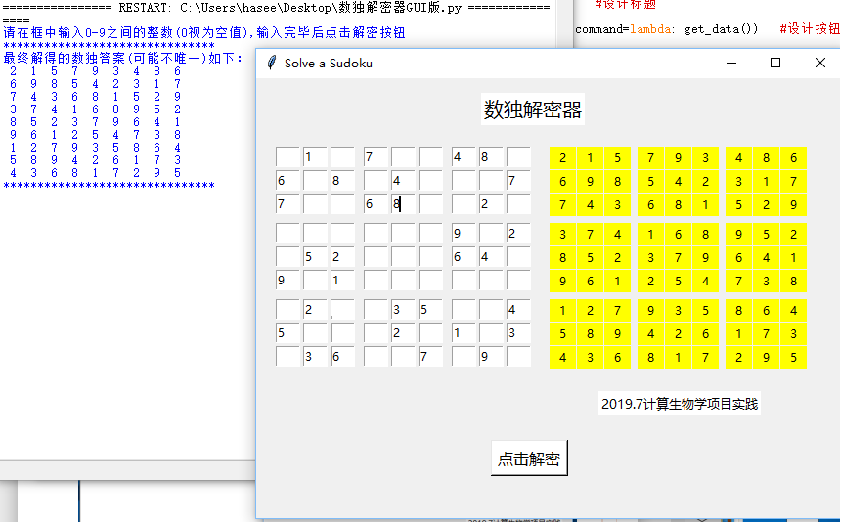 ================ RESTART: C:\Users\hasee\Desktop\数独解密器GUI版.py ============
====
请在框中输入0-9之间的整数(0视为空值),输入完毕后点击解密按钮
*******************************
最终解得的数独答案(可能不唯一)如下：
2 1 5 7 9 3 4 8 6
6 9 8 5 4 2 3 1 7
7 4 3 6 8 1 5 2 9
3 7 4 1 6 8 9 5 2
8 5 2 3 7 9 6 4 1
9 6 1 2 5 4 7 3 8
1 2 7 9 3 5 8 6 4
5 8 9 4 2 6 1 7 3
4 3 6 8 1 7 2 9 5
*******************************
#设计标题
command=lambda: get_data()) #设计按钮
Solve a Sudoku
数独解密器
1 7 4 8
6 8 4 7
7 6 8 2
9 2
5 2 6 4
9 1
2 3 5 4
5 2 1 3
3 6 7 9
2 1 5 7 9 3 4 8 6
6 9 8 5 4 2 3 1 7
7 4 3 6 8 1 5 2 9
3 7 4 1 6 8 9 5 2
8 5 2 3 7 9 6 4 1
9 6 1 2 5 4 7 3 8
1 2 7 9 3 5 8 6 4
5 8 9 4 2 6 1 7 3
4 3 6 8 1 7 2 9 5
2019.7计算生物学项目实践
点击解密